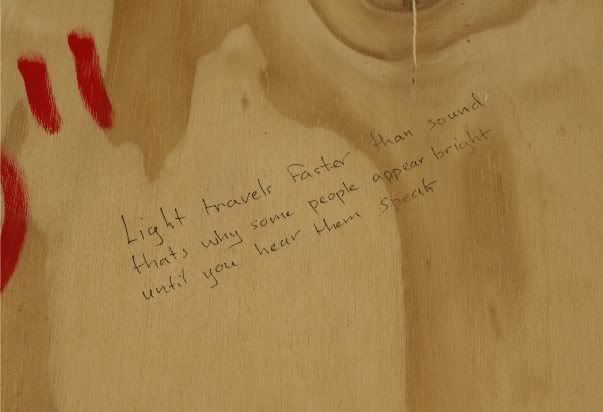 Light travels Faster than sound
thats why some people appear bright
until you hear them speak